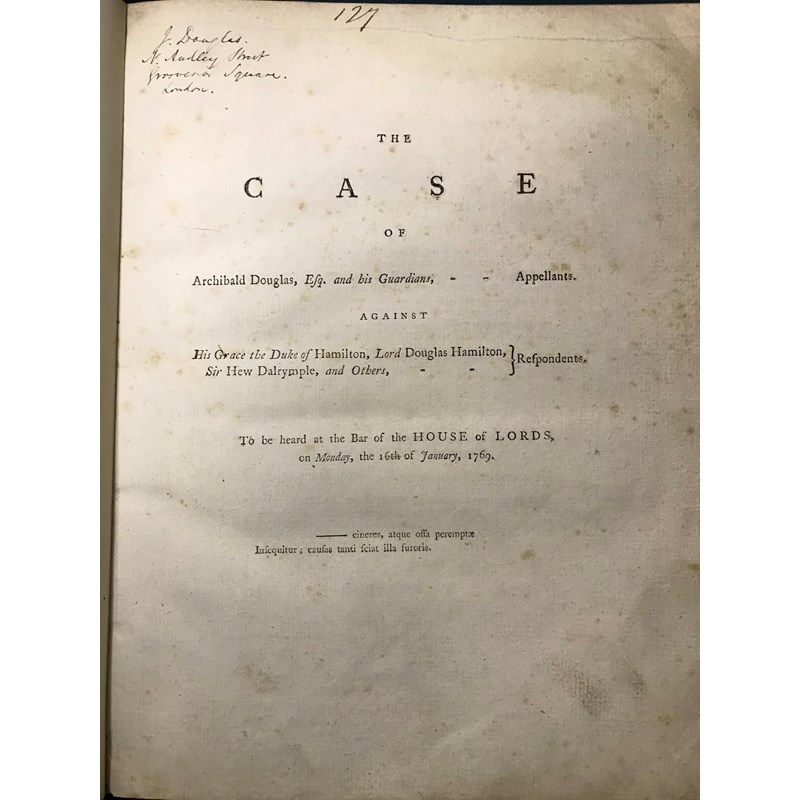 127
J. Douglas.
N. Audley Street
Grosvenor Square.
London.
THE
CASE
OF
Archibald Douglas, Eſq. and his Guardians, - - Appellants.
AGAINST
His Grace the Duke of Hamilton, Lord Douglas Hamilton,
Sir Hew Dalrymple, and Others, - - } Reſpondents.
To be heard at the Bar of the HOUSE of LORDS,
on Monday, the 16th of January, 1769.
—— cineres, atque oſſa peremptæ
Inſequitur; cauſas tanti ſciat illa furoris.